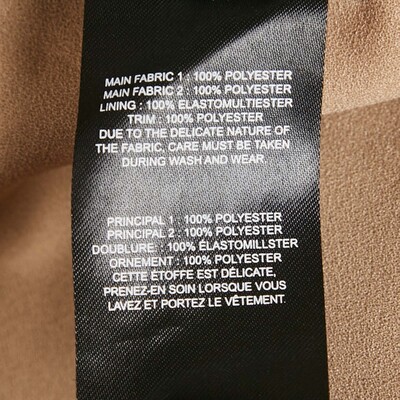 MAIN FABRIC 1 : 100% POLYESTER
MAIN FABRIC 2 : 100% POLYESTER
LINING : 100% ELASTOMULTIESTER
TRIM : 100% POLYESTER
DUE TO THE DELICATE NATURE OF
THE FABRIC, CARE MUST BE TAKEN
DURING WASH AND WEAR.
PRINCIPAL 1 : 100% POLYESTER
PRINCIPAL 2 : 100% POLYESTER
DOUBLURE: 100% ÉLASTOMILLSTER
ORNEMENT : 100% POLYESTER
CETTE ÉTOFFE EST DÉLICATE,
PRENEZ-EN SOIN LORSQUE VOUS
LAVEZ ET PORTEZ LE VÊTEMENT.